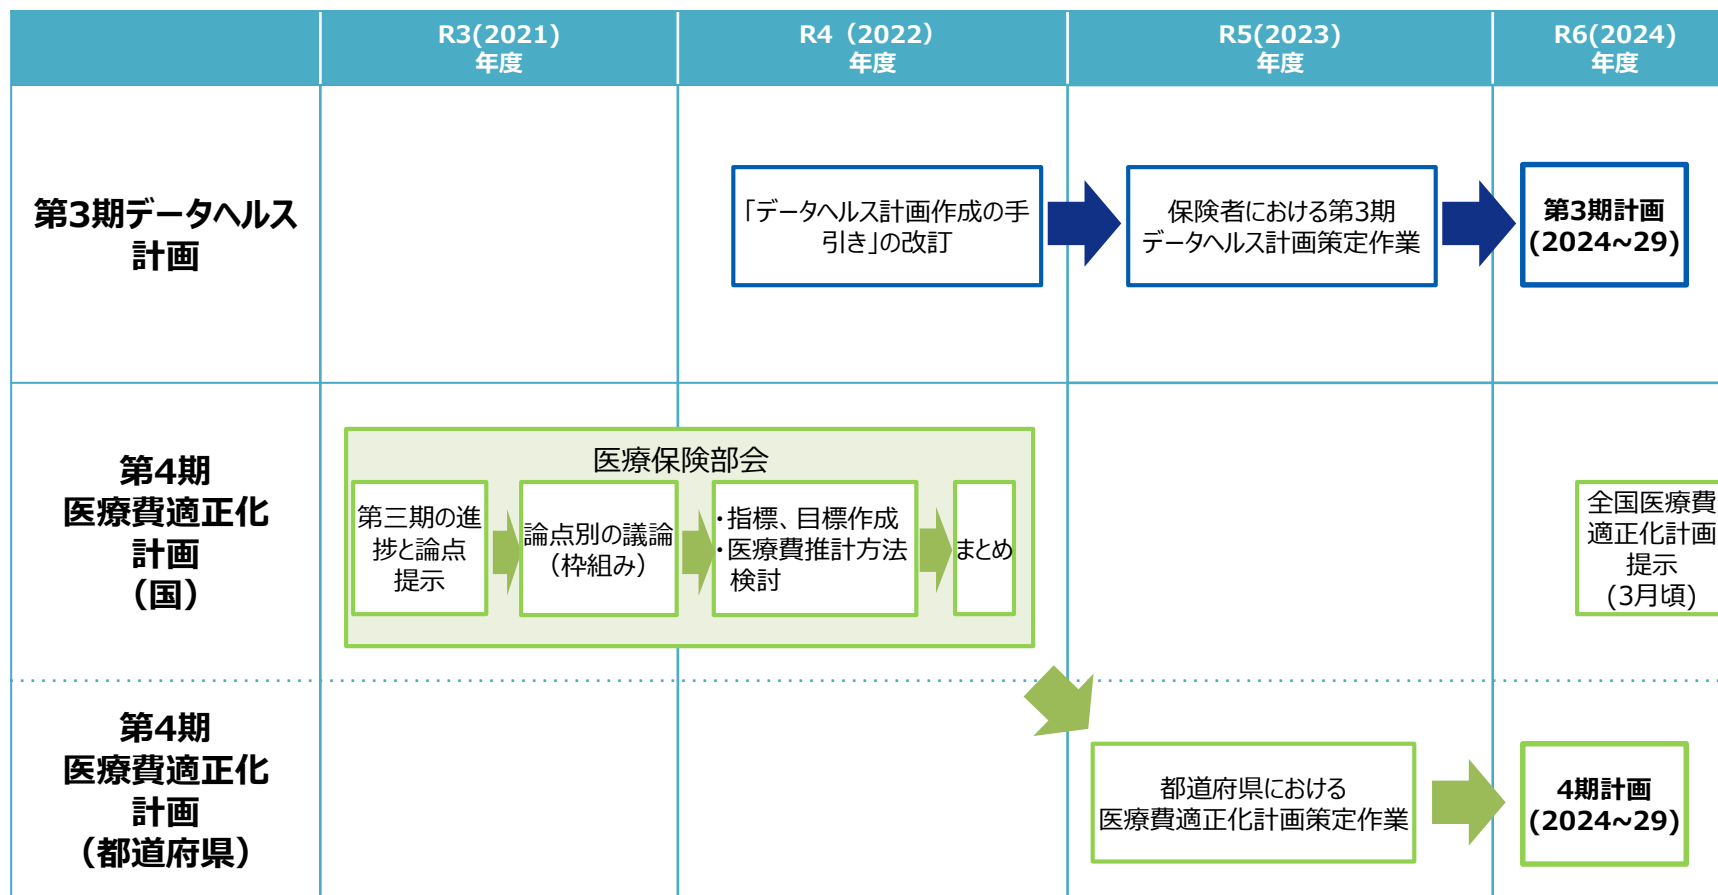 R3(2021)
年度
R4（2022）
年度
R5(2023)
年度
R6(2024)
年度
第3期データヘルス
計画
「データヘルス計画作成の手
引き」の改訂
保険者における第3期
データヘルス計画策定作業
第3期計画
(2024~29)
第4期
医療費適正化
計画
（国）
医療保険部会
第三期の進
捗と論点
提示
論点別の議論
（枠組み）
・指標、目標作成
・医療費推計方法
検討
まとめ
全国医療費
適正化計画
提示
(3月頃)
第4期
医療費適正化
計画
（都道府県）
都道府県における
医療費適正化計画策定作業
4期計画
(2024~29)